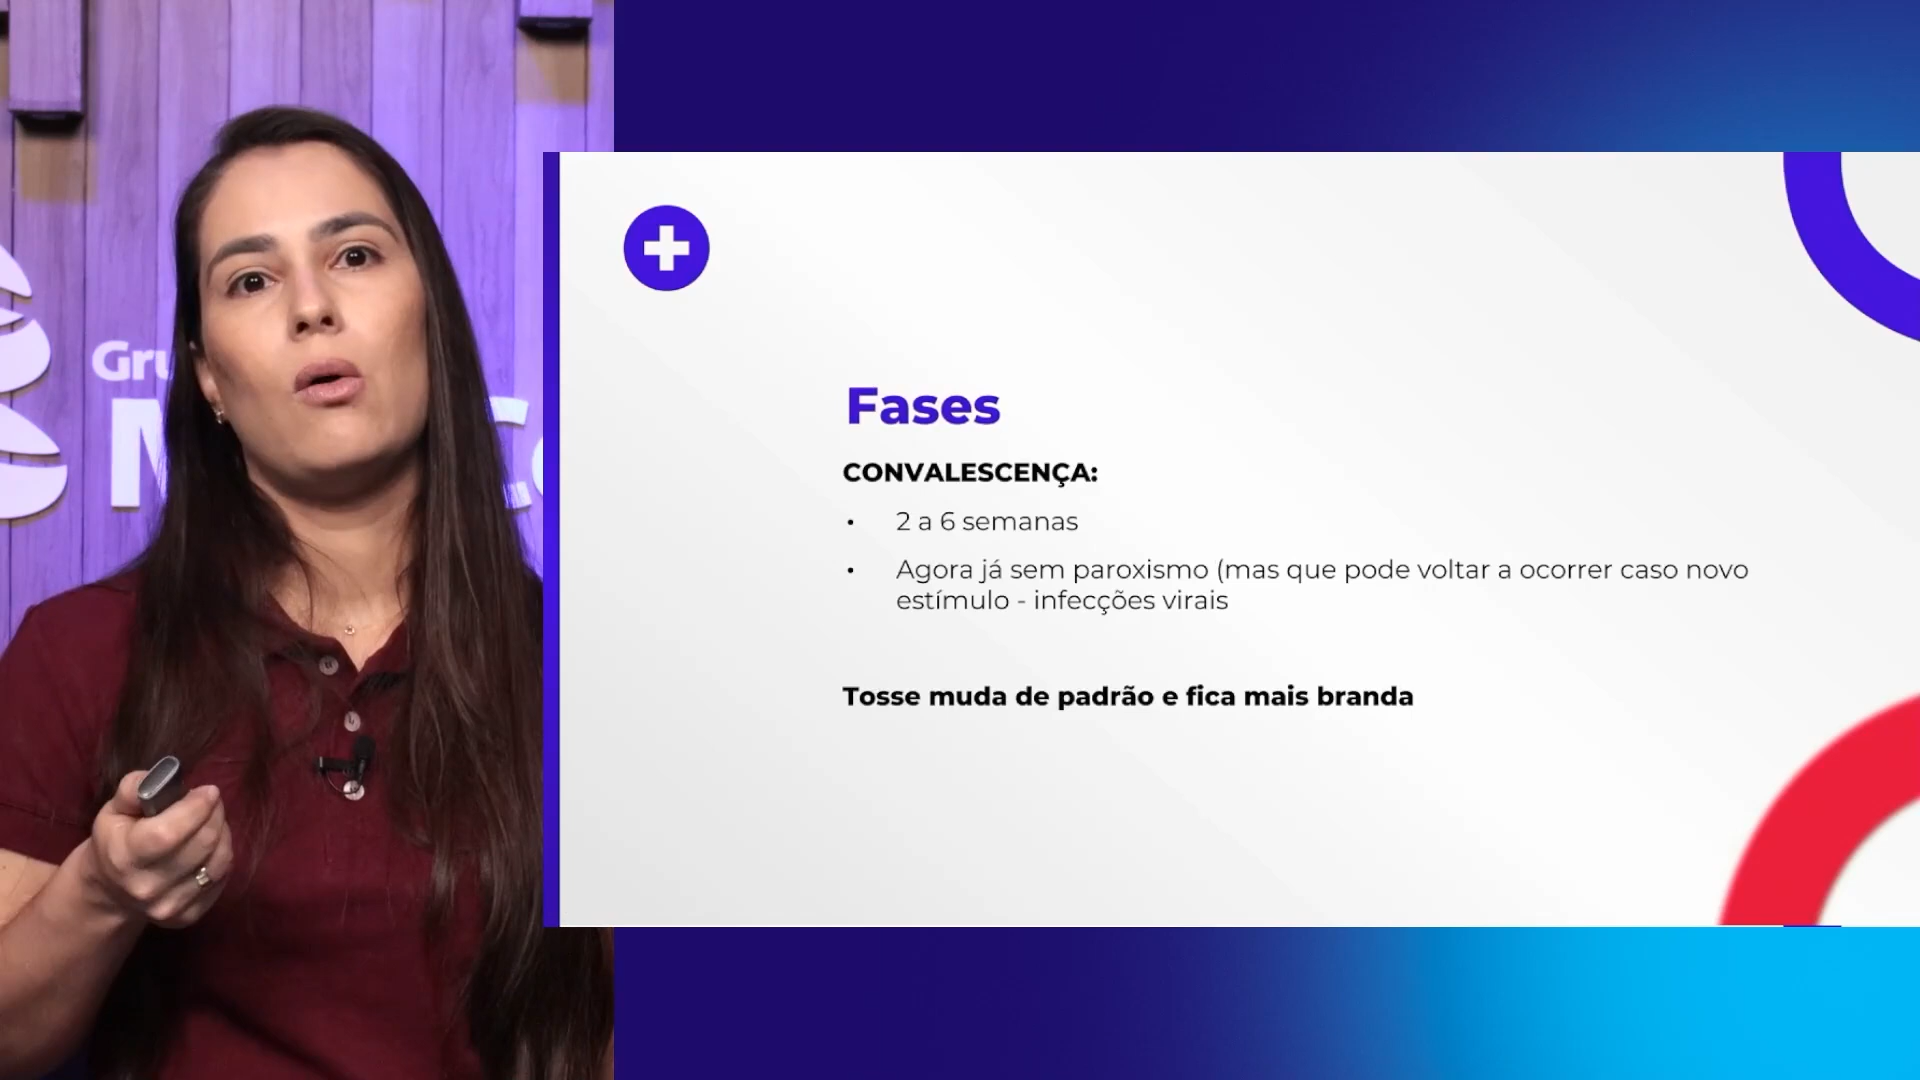 Gru
M
Fases
CONVALESCENÇA:
• 2 a 6 semanas
• Agora já sem paroxismo (mas que pode voltar a ocorrer caso novo
estímulo - infecções virais
Tosse muda de padrão e fica mais branda